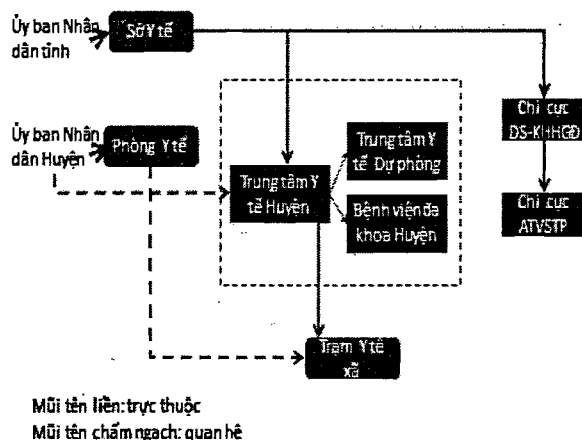 Ủy ban Nhân
dân tỉnh
Sở Y tế
Ủy ban Nhân
dân Huyện
Phòng Y tế
Trung tâm Y
tế Huyện
Trung tâm Y
tế Dự phòng
Bệnh viện đa
khoa Huyện
Chi cục
DS-KHHGĐ
Chi cục
ATVSTP
Trạm Y tế
xã
Mũi tên liền: trực thuộc
Mũi tên chấm ngạch: quan hệ